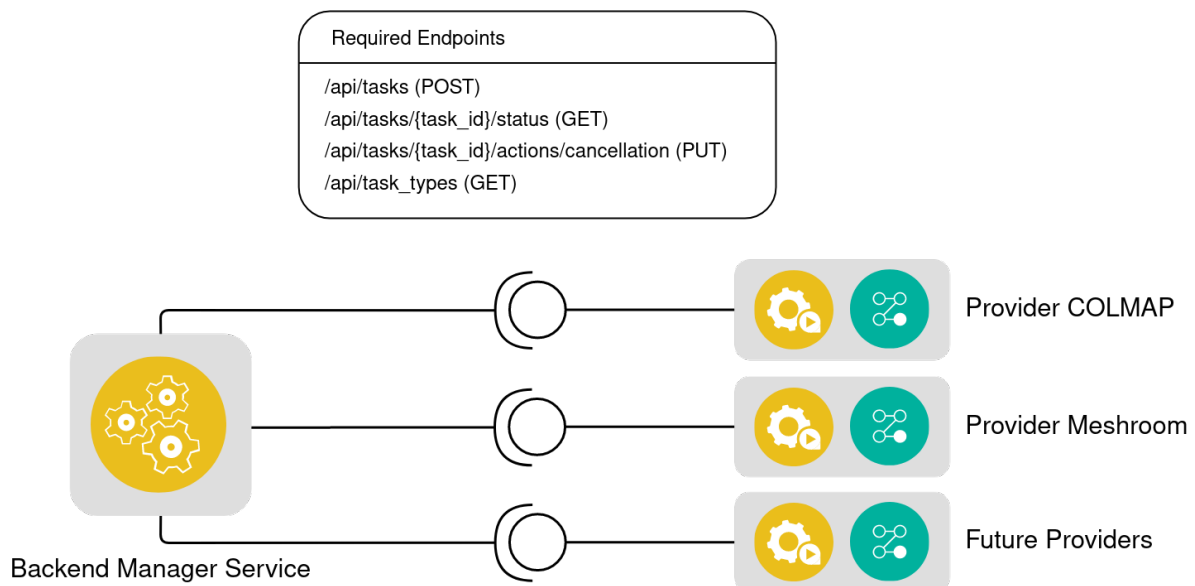 Required Endpoints
/api/tasks (POST)
/api/tasks/{task_id}/status (GET)
/api/tasks/{task_id}/actions/cancellation (PUT)
/api/task_types (GET)
Provider COLMAP
Provider Meshroom
Future Providers
Backend Manager Service